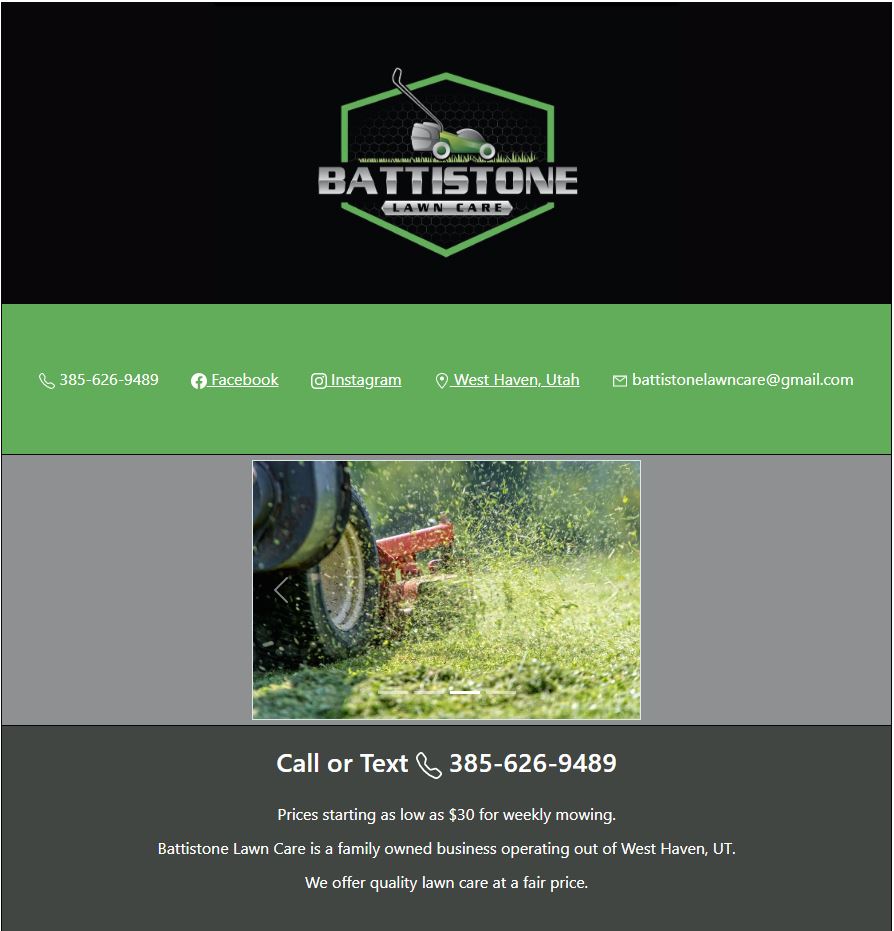 BATTISTONE
LAWN CARE
385-626-9489 Facebook Instagram West Haven, Utah battistonelawncare@gmail.com
Call or Text 385-626-9489
Prices starting as low as $30 for weekly mowing.
Battistone Lawn Care is a family owned business operating out of West Haven, UT.
We offer quality lawn care at a fair price.